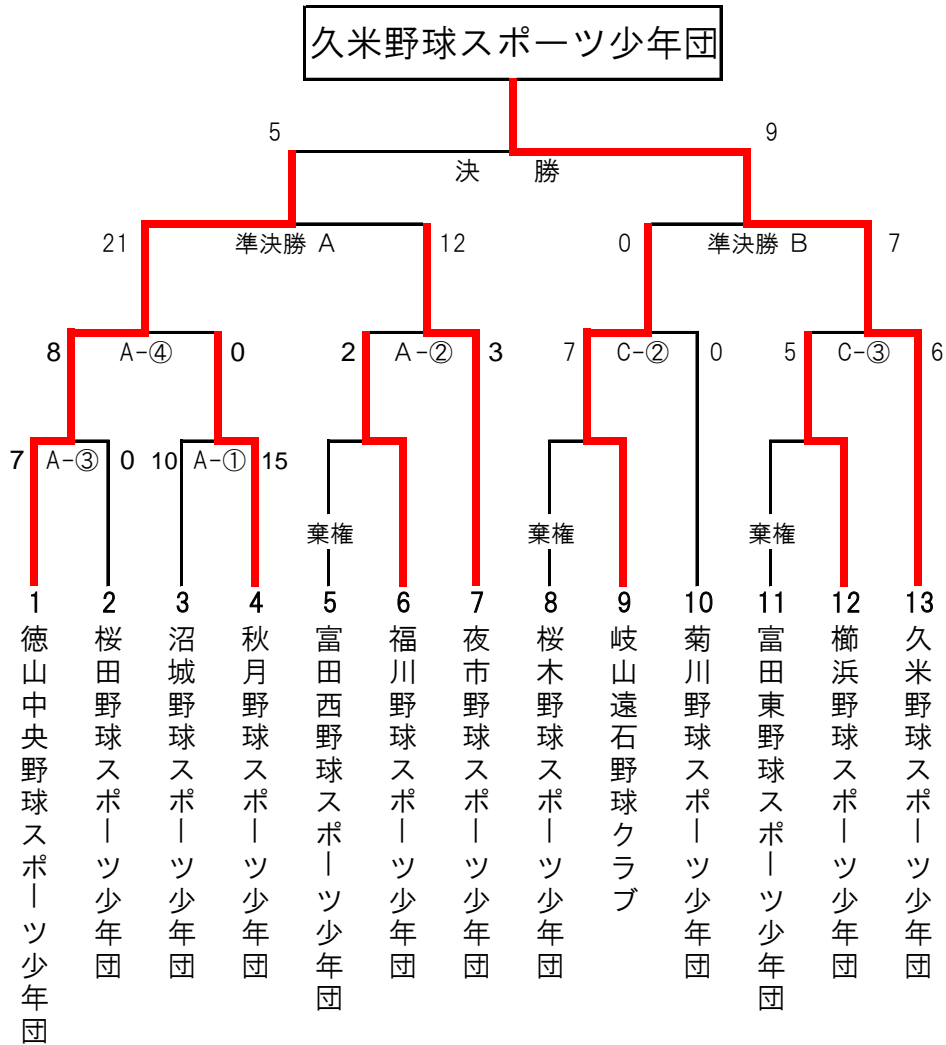 久米野球スポーツ少年団
5 9
決 勝
21 準決勝 A 12 0 準決勝 B 7
8 A-④ 0 2 A-② 3 7 C-② 0 5 C-③ 6
7 A-③ 0 10 A-① 15
棄権 棄権 棄権
1 2 3 4 5 6 7 8 9 10 11 12 13
徳山中央野球スポーツ少年団
桜田野球スポーツ少年団
沼城野球スポーツ少年団
秋月野球スポーツ少年団
富田西野球スポーツ少年団
福川野球スポーツ少年団
夜市野球スポーツ少年団
桜木野球スポーツ少年団
岐山遠石野球クラブ
菊川野球スポーツ少年団
富田東野球スポーツ少年団
櫛浜野球スポーツ少年団
久米野球スポーツ少年団